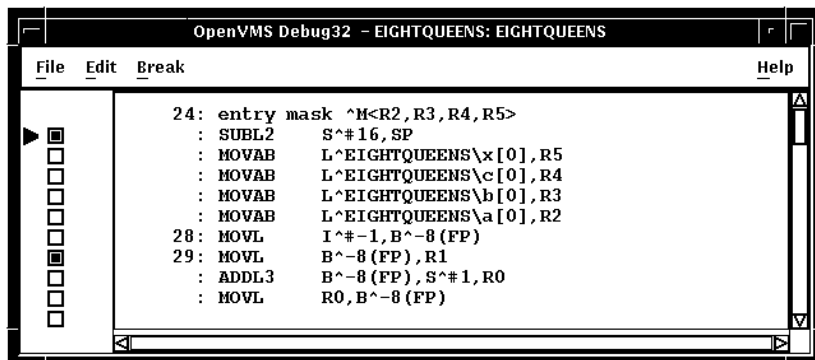 OpenVMS Debug32 - EIGHTQUEENS: EIGHTQUEENS
File Edit Break Help
24: entry mask ^M<R2,R3,R4,R5>
: SUBL2 S^#16,SP
: MOVAB L^EIGHTQUEENS\x[0],R5
: MOVAB L^EIGHTQUEENS\c[0],R4
: MOVAB L^EIGHTQUEENS\b[0],R3
: MOVAB L^EIGHTQUEENS\a[0],R2
28: MOVL I^#-1,B^-8(FP)
29: MOVL B^-8(FP),R1
: ADDL3 B^-8(FP),S^#1,R0
: MOVL R0,B^-8(FP)